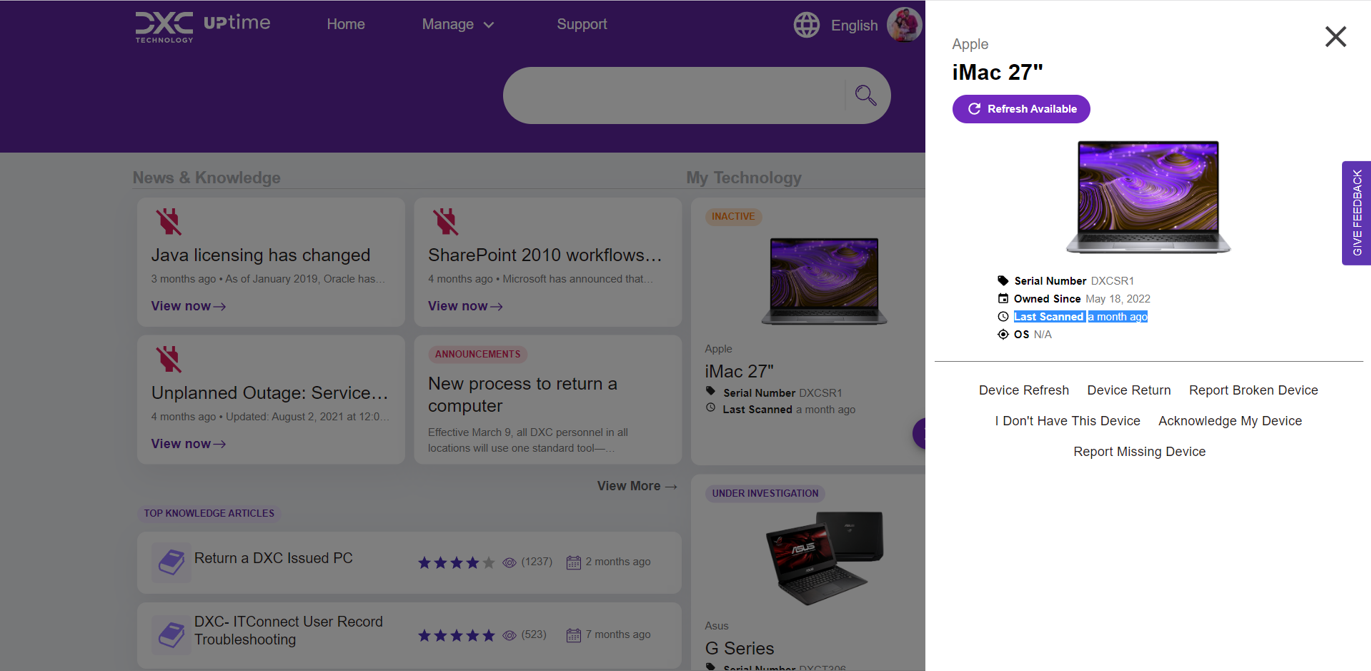 DXC
TECHNOLOGY
UPtime
Home
Manage
Support
English
News & Knowledge
Java licensing has changed
3 months ago • As of January 2019, Oracle has...
View now→
SharePoint 2010 workflows...
4 months ago • Microsoft has announced that...
View now→
Unplanned Outage: Service...
4 months ago • Updated: August 2, 2021 at 12:0...
View now→
ANNOUNCEMENTS
New process to return a
computer
Effective March 9, all DXC personnel in all
locations will use one standard tool—...
View More →
TOP KNOWLEDGE ARTICLES
Return a DXC Issued PC
(1237)
2 months ago
DXC- ITConnect User Record
Troubleshooting
(523)
7 months ago
My Technology
INACTIVE
Apple
iMac 27"
Serial Number DXCSR1
Last Scanned a month ago
UNDER INVESTIGATION
ASUS
Asus
G Series
Serial Number DXCT306
Apple
iMac 27"
Refresh Available
Serial Number DXCSR1
Owned Since May 18, 2022
Last Scanned a month ago
OS N/A
Device Refresh Device Return Report Broken Device
I Don't Have This Device Acknowledge My Device
Report Missing Device
GIVE FEEDBACK